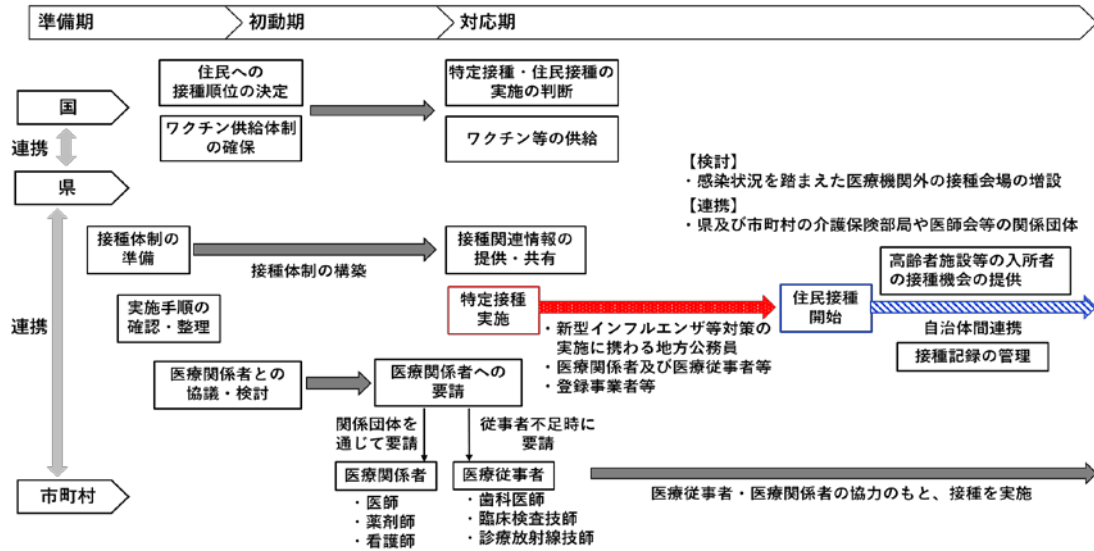 準備期
初動期
対応期
国
住民への
接種順位の決定
特定接種・住民接種の
実施の判断
ワクチン供給体制
の確保
ワクチン等の供給
連携
県
【検討】
・感染状況を踏まえた医療機関外の接種会場の増設
【連携】
・県及び市町村の介護保険部局や医師会等の関係団体
接種体制の
準備
接種体制の構築
接種関連情報の
提供・共有
高齢者施設等の入所者
の接種機会の提供
連携
実施手順の
確認・整理
特定接種
実施
住民接種
開始
・新型インフルエンザ等対策の
実施に携わる地方公務員
・医療関係者及び医療従事者等
・登録事業者等
自治体間連携
接種記録の管理
医療関係者との
協議・検討
医療関係者への
要請
関係団体を
通じて要請
従事者不足時に
要請
市町村
医療関係者
・医師
・薬剤師
・看護師
医療従事者
・歯科医師
・臨床検査技師
・診療放射線技師
医療従事者・医療関係者の協力のもと、接種を実施